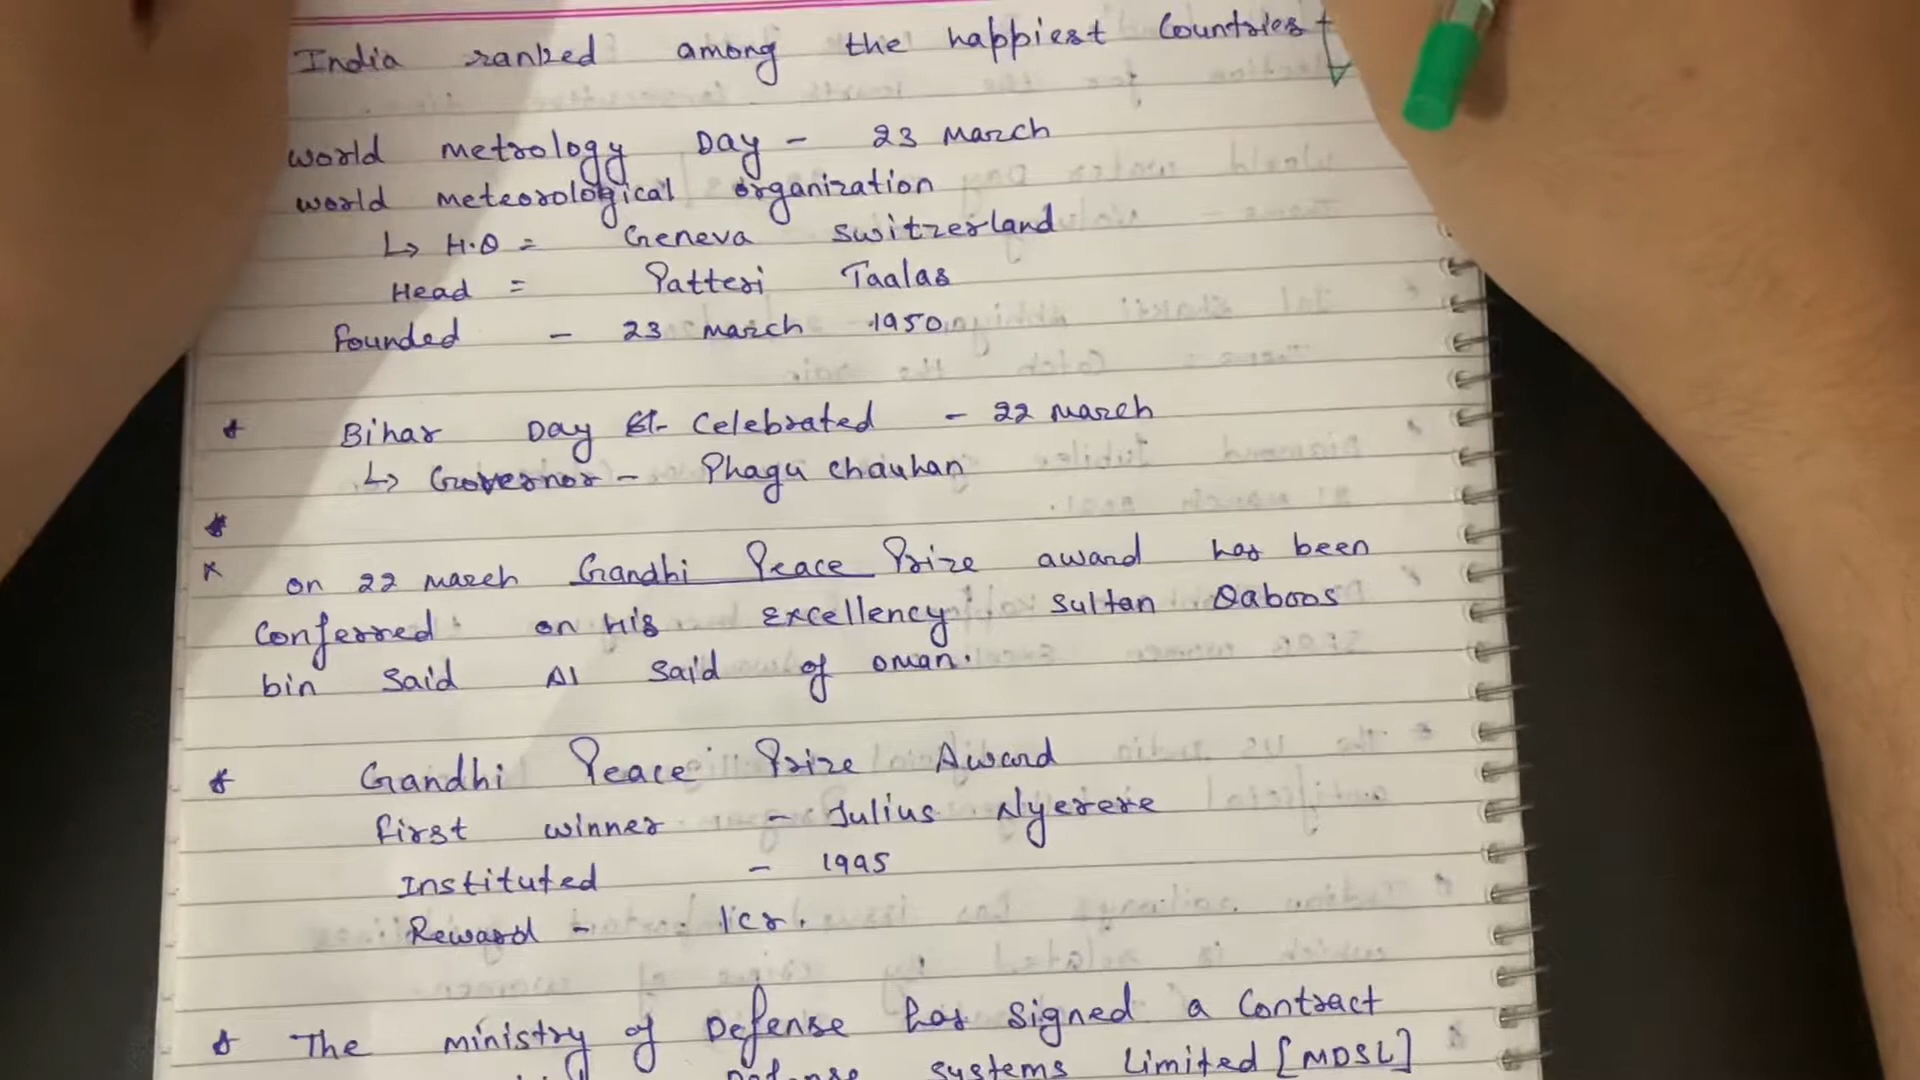 India ranked among the happiest Countries
world metrology Day - 23 March
world meteorological organization
↳ H.Q = Geneva Switzerland
Head = Patteri Taalas
founded - 23 march 1950
Bihar Day Celebrated - 22 March
↳ Governor - Phagu chauhan
on 22 march Gandhi Peace Prize award has been
Conferred on His Excellency Sultan Qaboos
bin Said Al Said of oman.
Gandhi Peace Prize Award
first winner - Julius Nyerere
Instituted - 1995
Reward - 1cr.
The ministry of Defense has signed a Contract
systems Limited [MDSL]